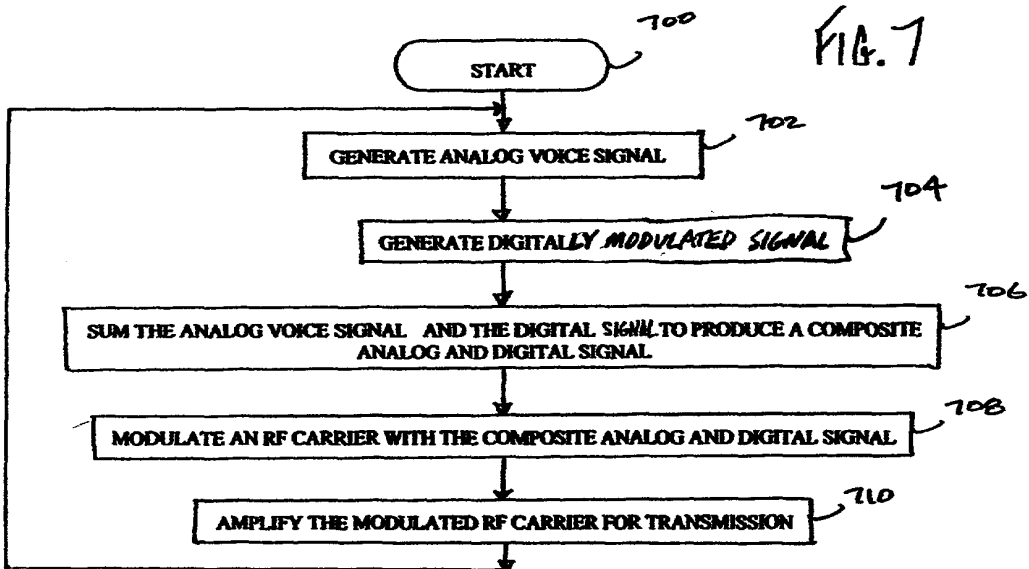 700
FIG. 7
START
702
GENERATE ANALOG VOICE SIGNAL
704
GENERATE DIGITALLY MODULATED SIGNAL
706
SUM THE ANALOG VOICE SIGNAL AND THE DIGITAL SIGNAL TO PRODUCE A COMPOSITE
ANALOG AND DIGITAL SIGNAL
708
MODULATE AN RF CARRIER WITH THE COMPOSITE ANALOG AND DIGITAL SIGNAL
710
AMPLIFY THE MODULATED RF CARRIER FOR TRANSMISSION